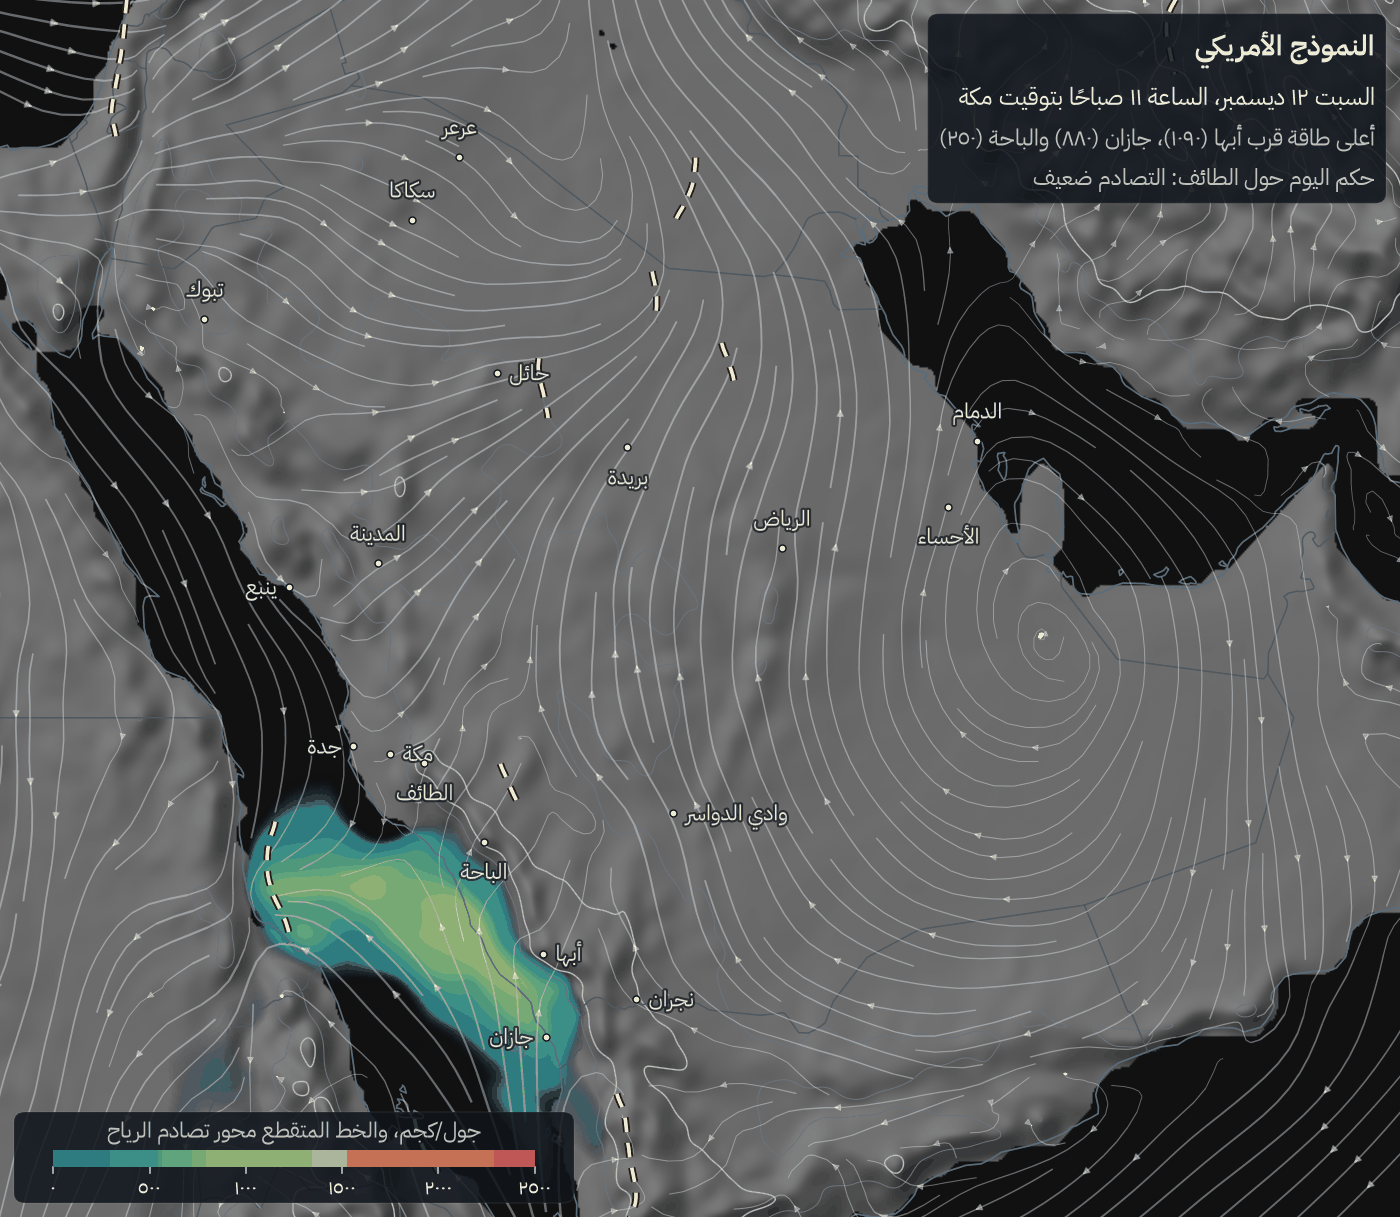 النموذج الأمريكي
السبت ١٢ ديسمبر، الساعة ١١ صباحًا بتوقيت مكة
أعلى طاقة قرب أبها (١٠٩٠)، جازان (٨٨٠) والباحة (٢٥٠)
حكم اليوم حول الطائف: التصادم ضعيف
عرعر
سكاكا
تبوك
حائل
الدمام
بريدة
الرياض
الأحساء
المدينة
ينبع
جدة
مكة
الطائف
وادي الدواسر
الباحة
أبها
نجران
جازان
جول/كجم، والخط المتقطع محور تصادم الرياح
٠ ٥٠٠ ١٠٠٠ ١٥٠٠ ٢٠٠٠ ٢٥٠٠